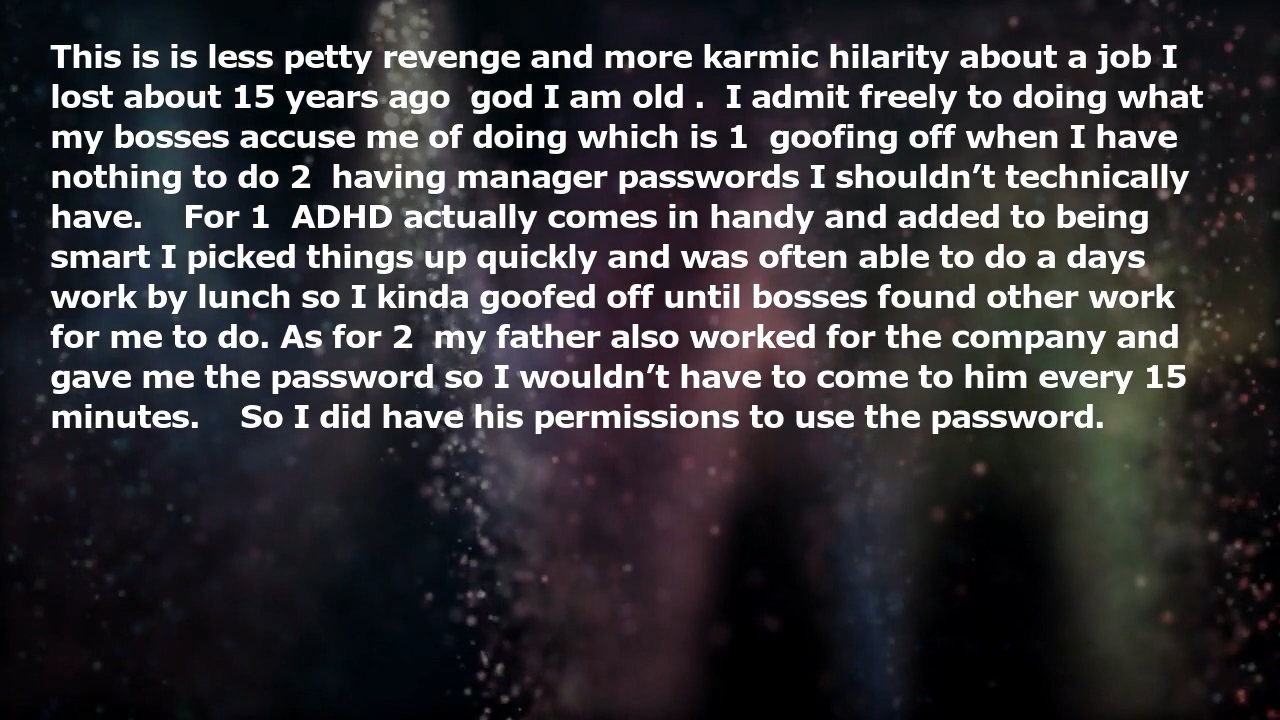 This is is less petty revenge and more karmic hilarity about a job I
lost about 15 years ago  god I am old .  I admit freely to doing what
my bosses accuse me of doing which is 1  goofing off when I have
nothing to do 2  having manager passwords I shouldn’t technically
have.    For 1  ADHD actually comes in handy and added to being
smart I picked things up quickly and was often able to do a days
work by lunch so I kinda goofed off until bosses found other work
for me to do. As for 2  my father also worked for the company and
gave me the password so I wouldn’t have to come to him every 15
minutes.    So I did have his permissions to use the password.